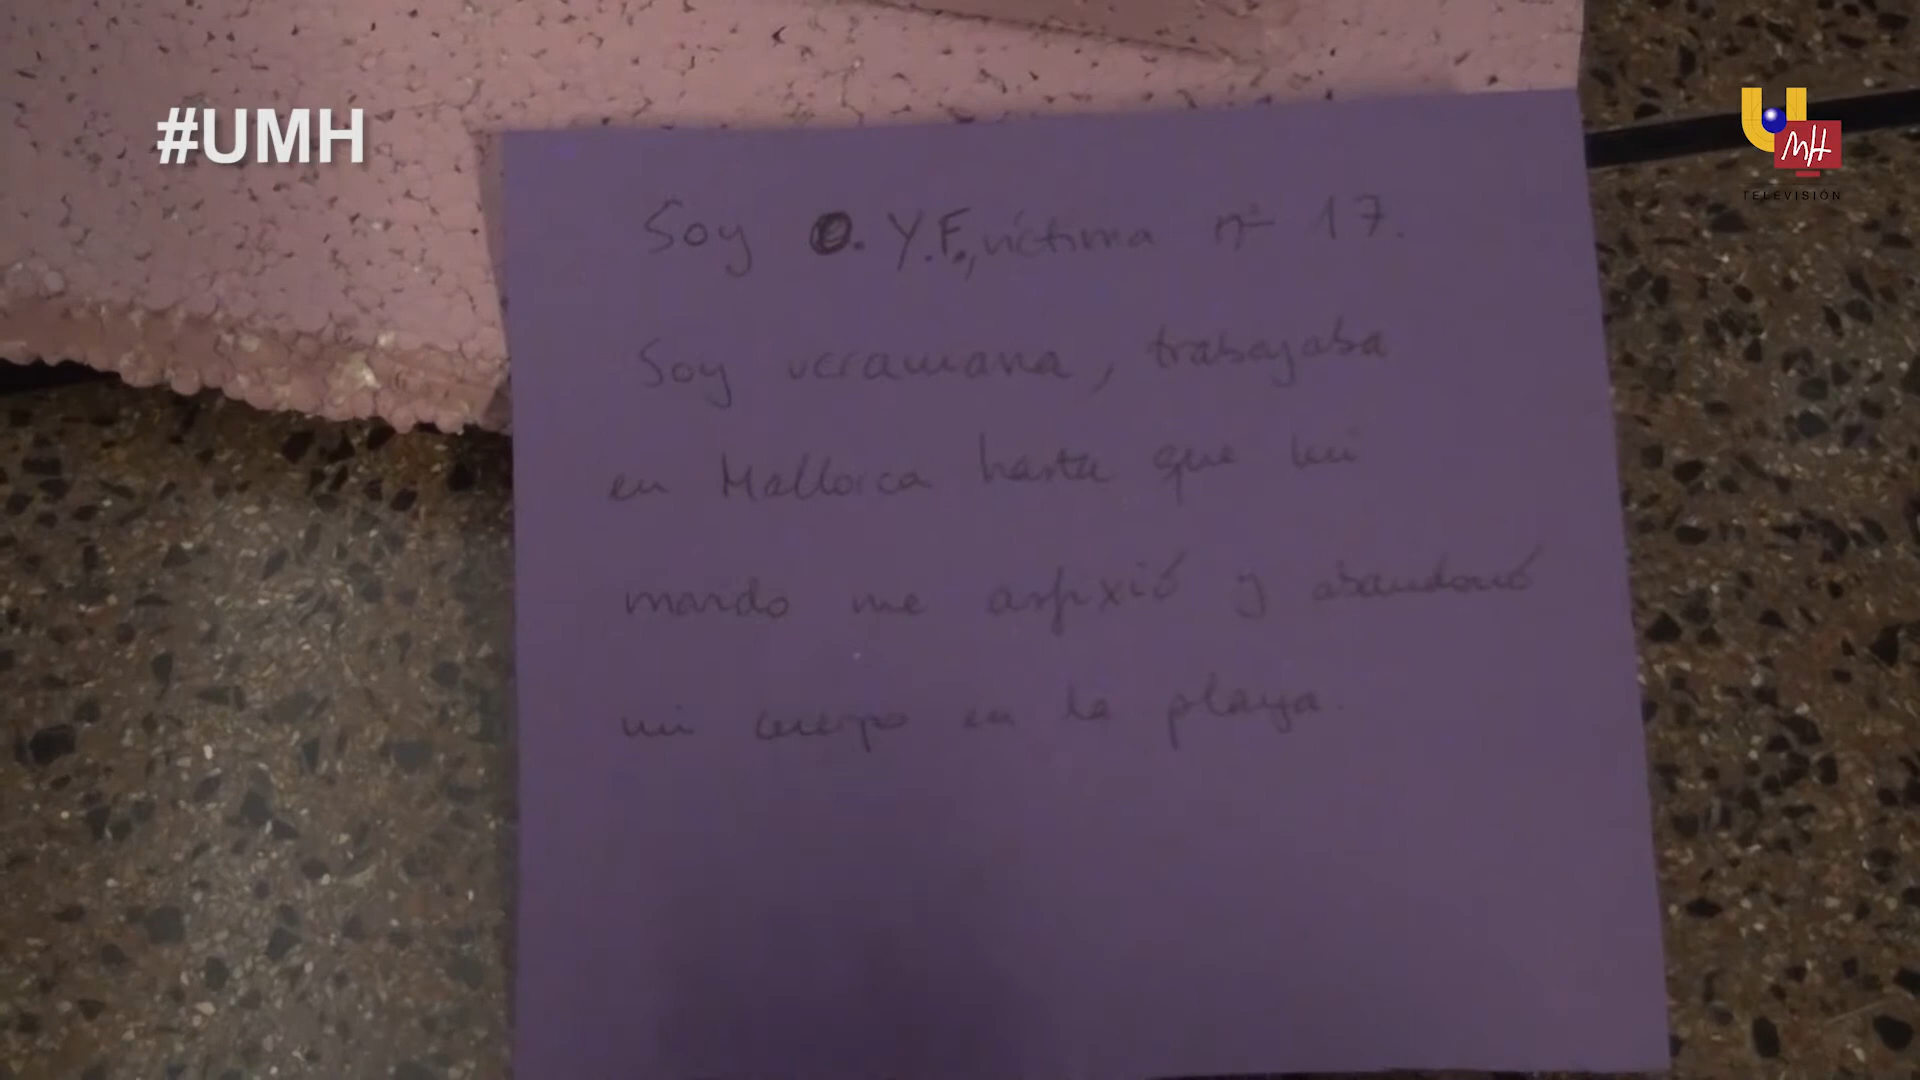 #UMH
UMH
TELEVISIÓN
Soy O. Y.F., víctima nº 17.
Soy ucraniana, trabajaba
en Mallorca hasta que mi
marido me asfixió y abandonó
mi cuerpo en la playa.